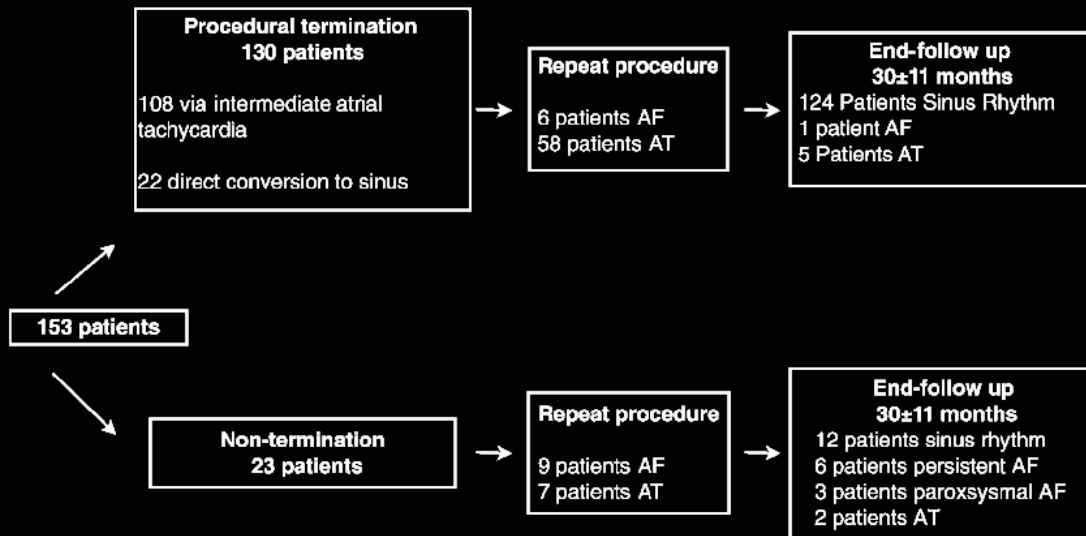 Procedural termination
130 patients
108 via intermediate atrial
tachycardia
22 direct conversion to sinus
Repeat procedure
6 patients AF
58 patients AT
End-follow up
30±11 months
124 Patients Sinus Rhythm
1 patient AF
5 Patients AT
153 patients
Non-termination
23 patients
Repeat procedure
9 patients AF
7 patients AT
End-follow up
30±11 months
12 patients sinus rhythm
6 patients persistent AF
3 patients paroxsysmal AF
2 patients AT